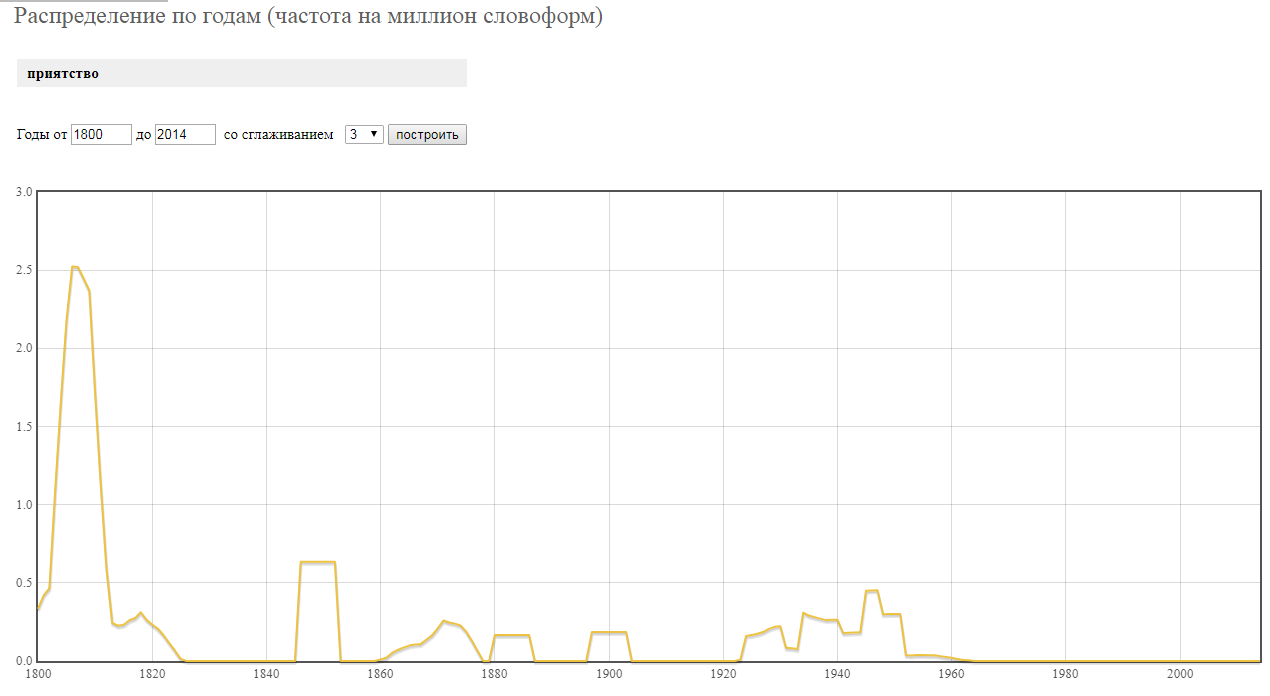 Распределение по годам (частота на миллион словоформ)
приятство
Годы от 1800 до 2014 со сглаживанием 3 построить
3.0
2.5
2.0
1.5
1.0
0.5
0.0
1800 1820 1840 1860 1880 1900 1920 1940 1960 1980 2000